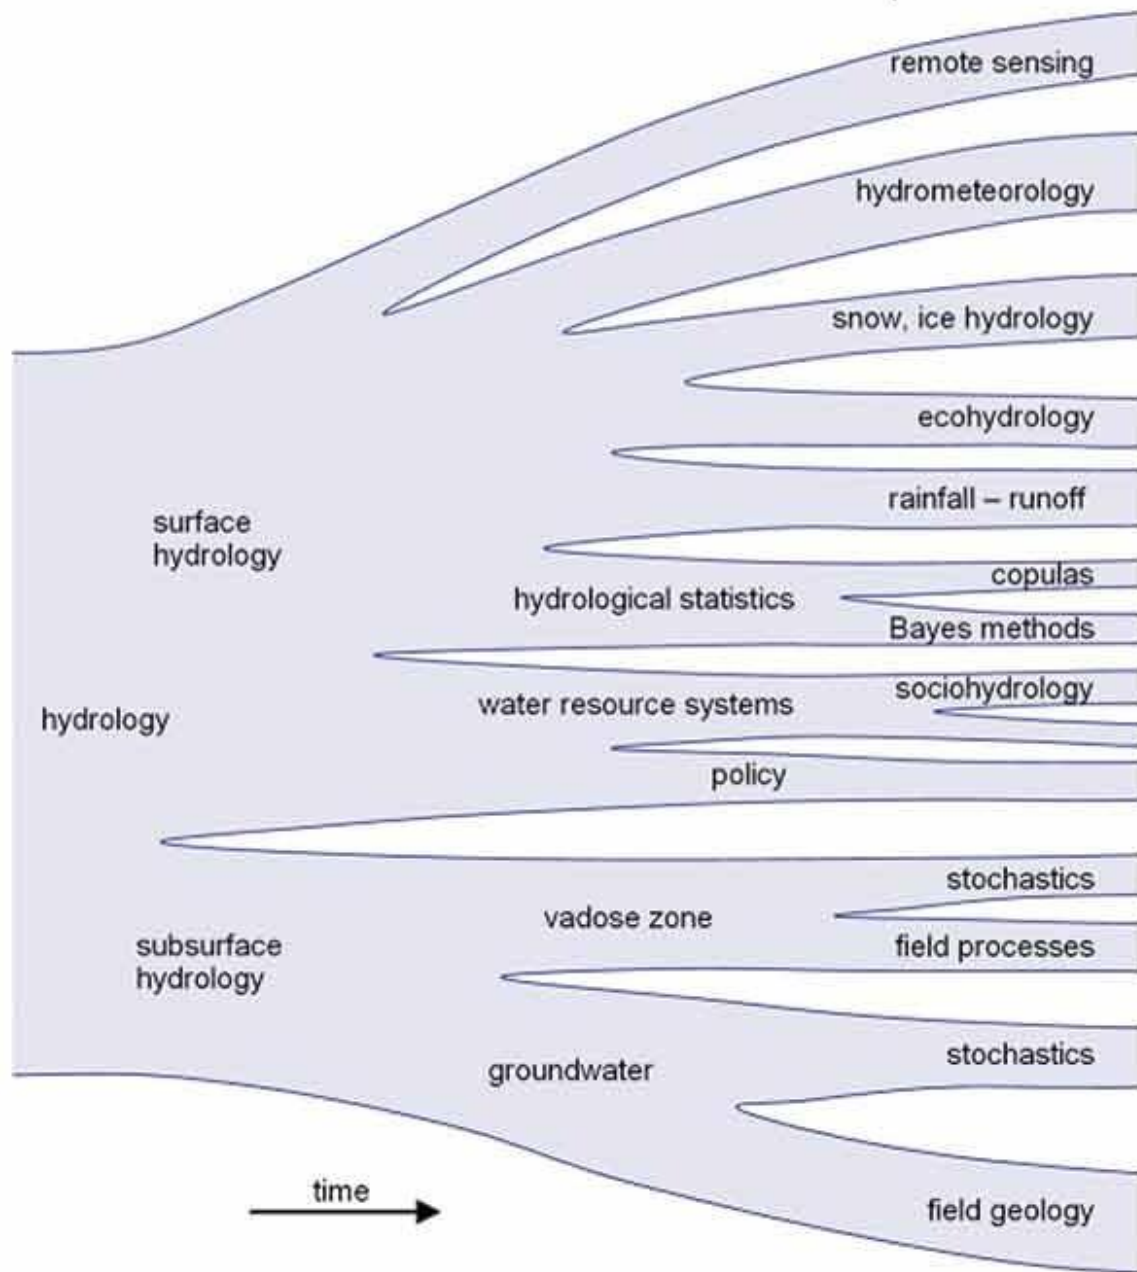 remote sensing
hydrometeorology
snow, ice hydrology
ecohydrology
rainfall – runoff
surface
hydrology
copulas
hydrological statistics
Bayes methods
sociohydrology
water resource systems
hydrology
policy
stochastics
vadose zone
field processes
subsurface
hydrology
stochastics
groundwater
time
field geology